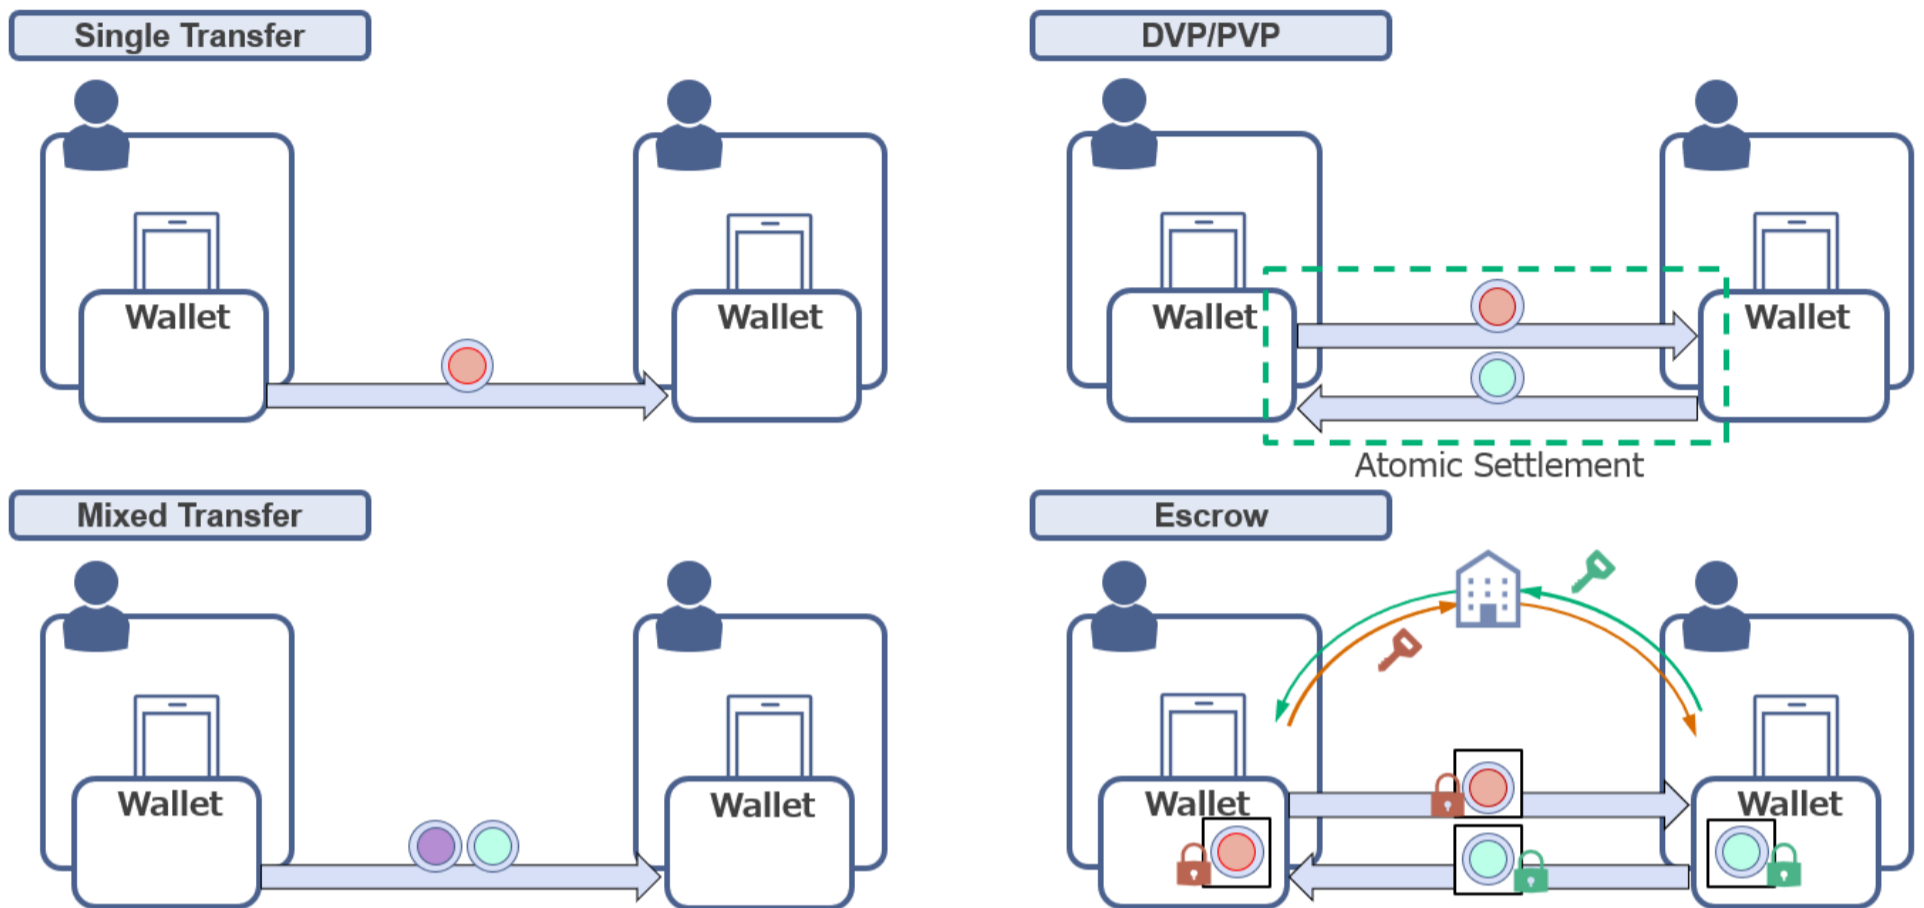 Single Transfer
Wallet
Wallet
DVP/PVP
Wallet
Wallet
Atomic Settlement
Mixed Transfer
Wallet
Wallet
Escrow
Wallet
Wallet